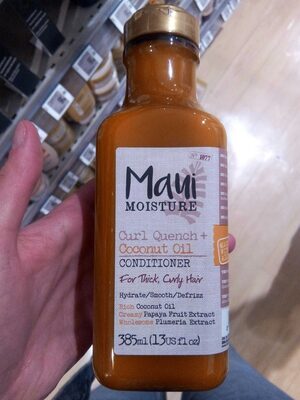 Maui
MOISTURE
Curl Quench +
Coconut Oil
CONDITIONER
For Thick, Curly Hair
Hydrate/Smooth/Defrizz
Rich Coconut Oil
Creamy Papaya Fruit Extract
Wholesome Plumeria Extract
385ml (13 US fl oz)